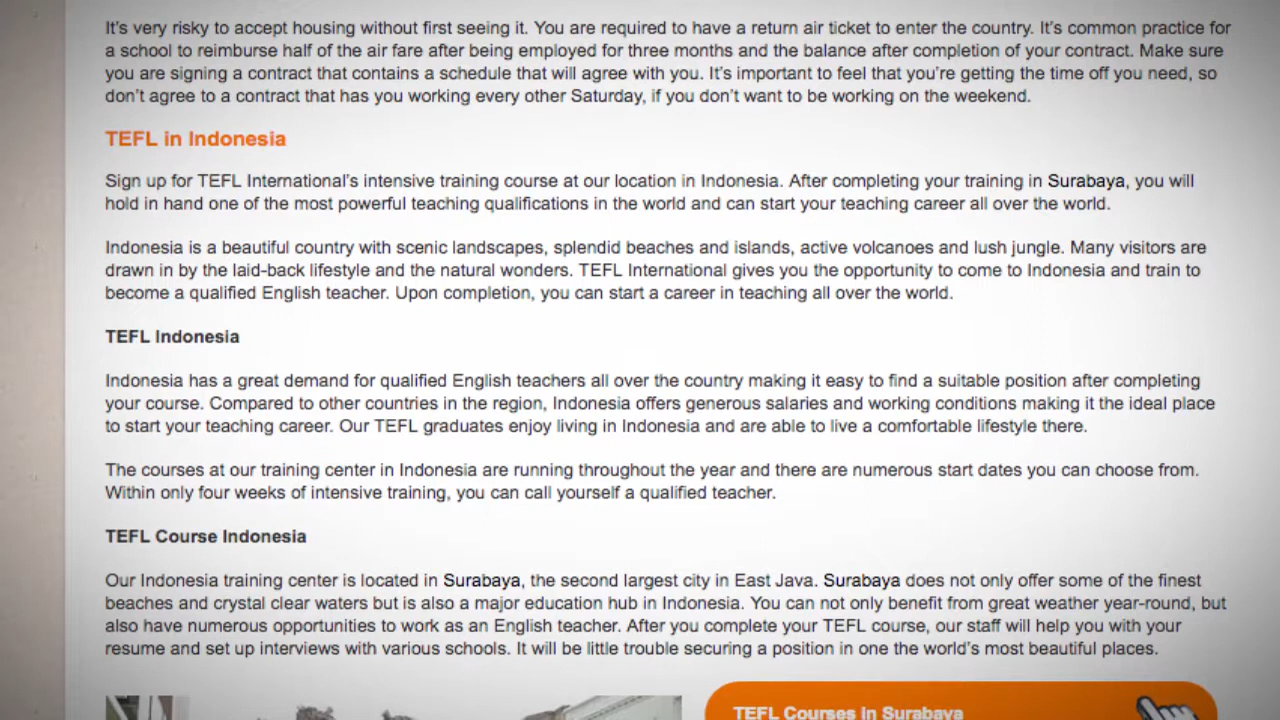 It's very risky to accept housing without first seeing it. You are required to have a return air ticket to enter the country. It's common practice for
a school to reimburse half of the air fare after being employed for three months and the balance after completion of your contract. Make sure
you are signing a contract that contains a schedule that will agree with you. It's important to feel that you're getting the time off you need, so
don't agree to a contract that has you working every other Saturday, if you don't want to be working on the weekend.
TEFL in Indonesia
Sign up for TEFL International's intensive training course at our location in Indonesia. After completing your training in Surabaya, you will
hold in hand one of the most powerful teaching qualifications in the world and can start your teaching career all over the world.
Indonesia is a beautiful country with scenic landscapes, splendid beaches and islands, active volcanoes and lush jungle. Many visitors are
drawn in by the laid-back lifestyle and the natural wonders. TEFL International gives you the opportunity to come to Indonesia and train to
become a qualified English teacher. Upon completion, you can start a career in teaching all over the world.
TEFL Indonesia
Indonesia has a great demand for qualified English teachers all over the country making it easy to find a suitable position after completing
your course. Compared to other countries in the region, Indonesia offers generous salaries and working conditions making it the ideal place
to start your teaching career. Our TEFL graduates enjoy living in Indonesia and are able to live a comfortable lifestyle there.
The courses at our training center in Indonesia are running throughout the year and there are numerous start dates you can choose from.
Within only four weeks of intensive training, you can call yourself a qualified teacher.
TEFL Course Indonesia
Our Indonesia training center is located in Surabaya, the second largest city in East Java. Surabaya does not only offer some of the finest
beaches and crystal clear waters but is also a major education hub in Indonesia. You can not only benefit from great weather year-round, but
also have numerous opportunities to work as an English teacher. After you complete your TEFL course, our staff will help you with your
resume and set up interviews with various schools. It will be little trouble securing a position in one the world's most beautiful places.
TEFL Courses in Surabaya